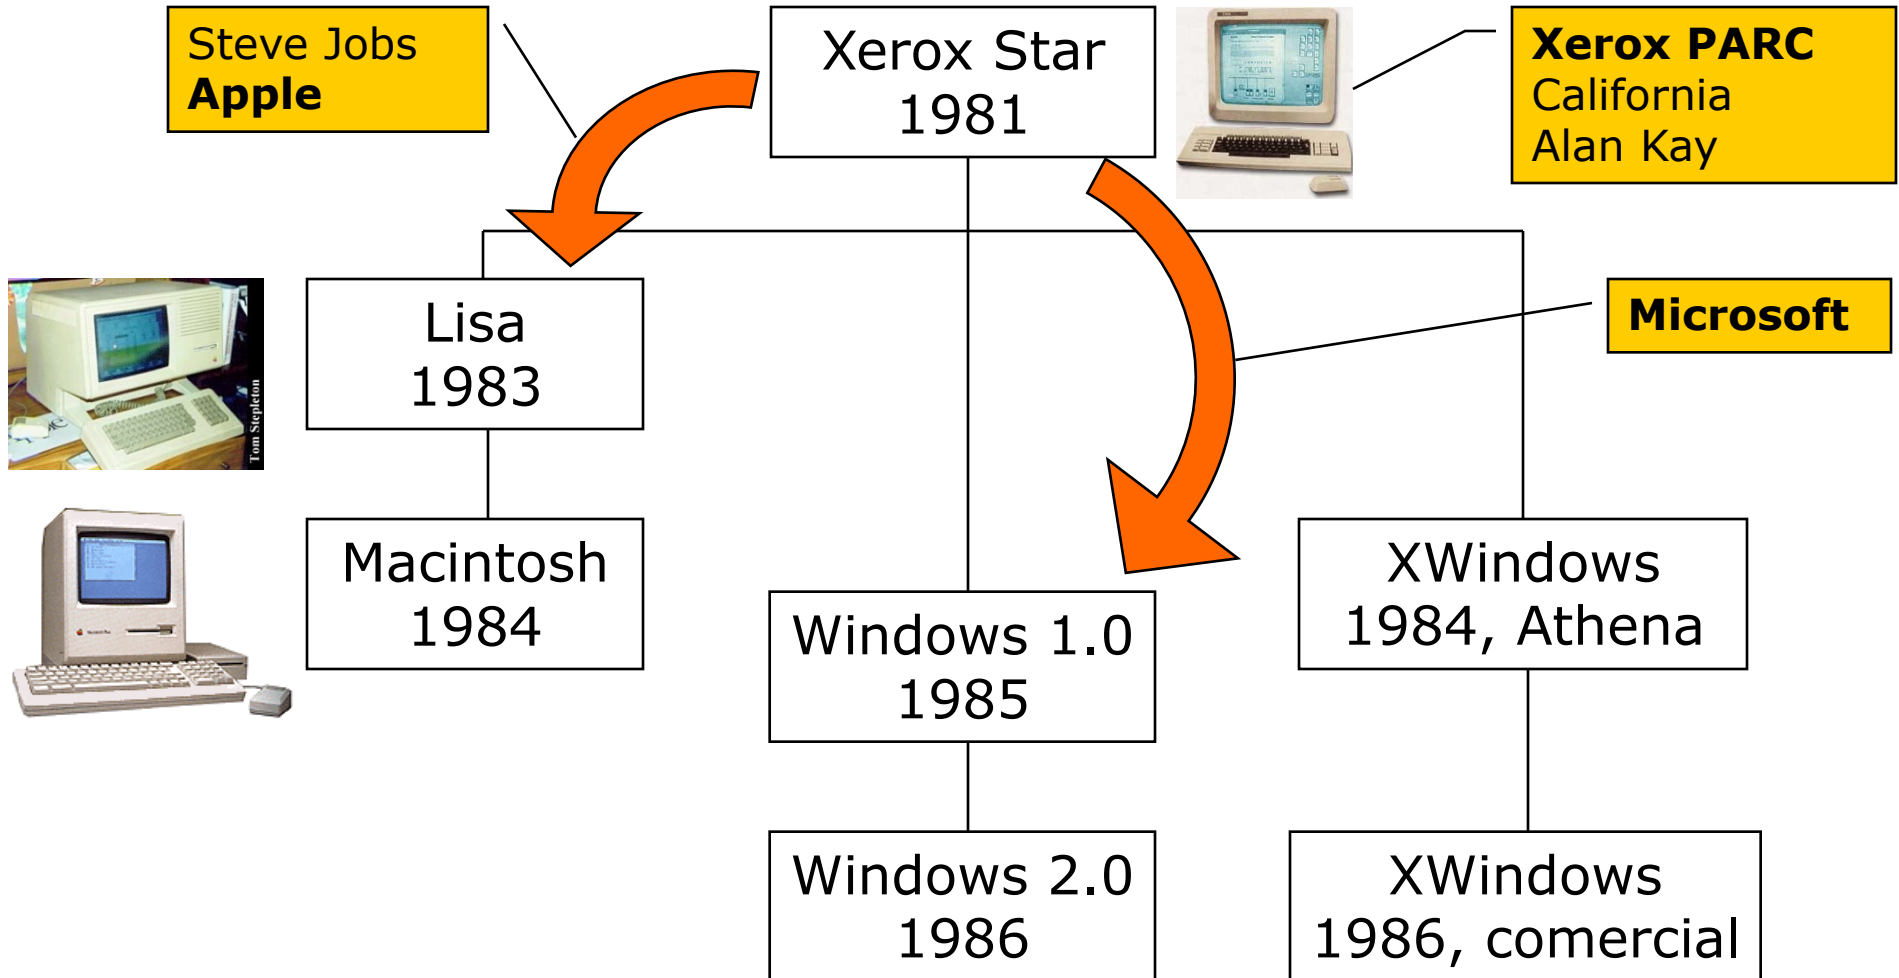 Steve Jobs
Apple
Xerox Star
1981
Xerox PARC
California
Alan Kay
Lisa
1983
Microsoft
Tom Stepleton
Macintosh
1984
Windows 1.0
1985
XWindows
1984, Athena
Windows 2.0
1986
XWindows
1986, comercial